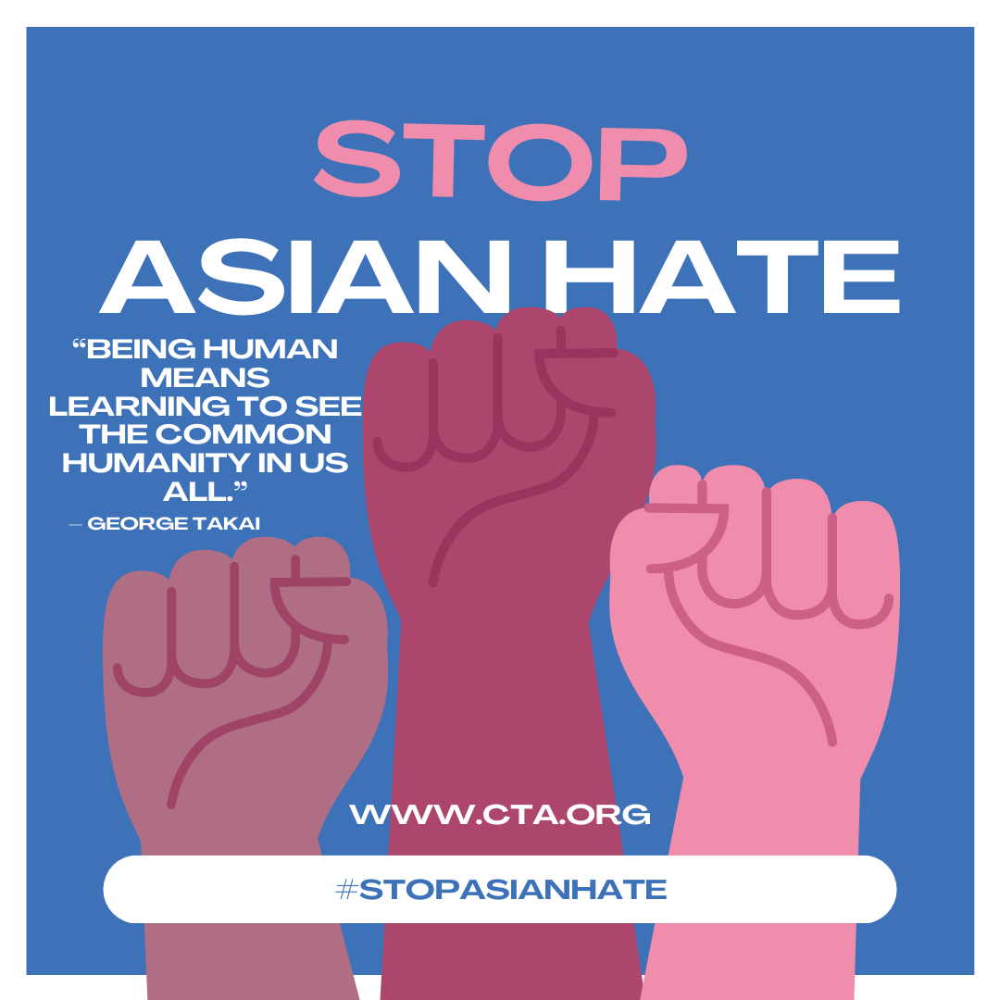 STOP
ASIAN HATE
“BEING HUMAN
MEANS
LEARNING TO SEE
THE COMMON
HUMANITY IN US
ALL.”
— GEORGE TAKAI
WWW.CTA.ORG
#STOPASIANHATE